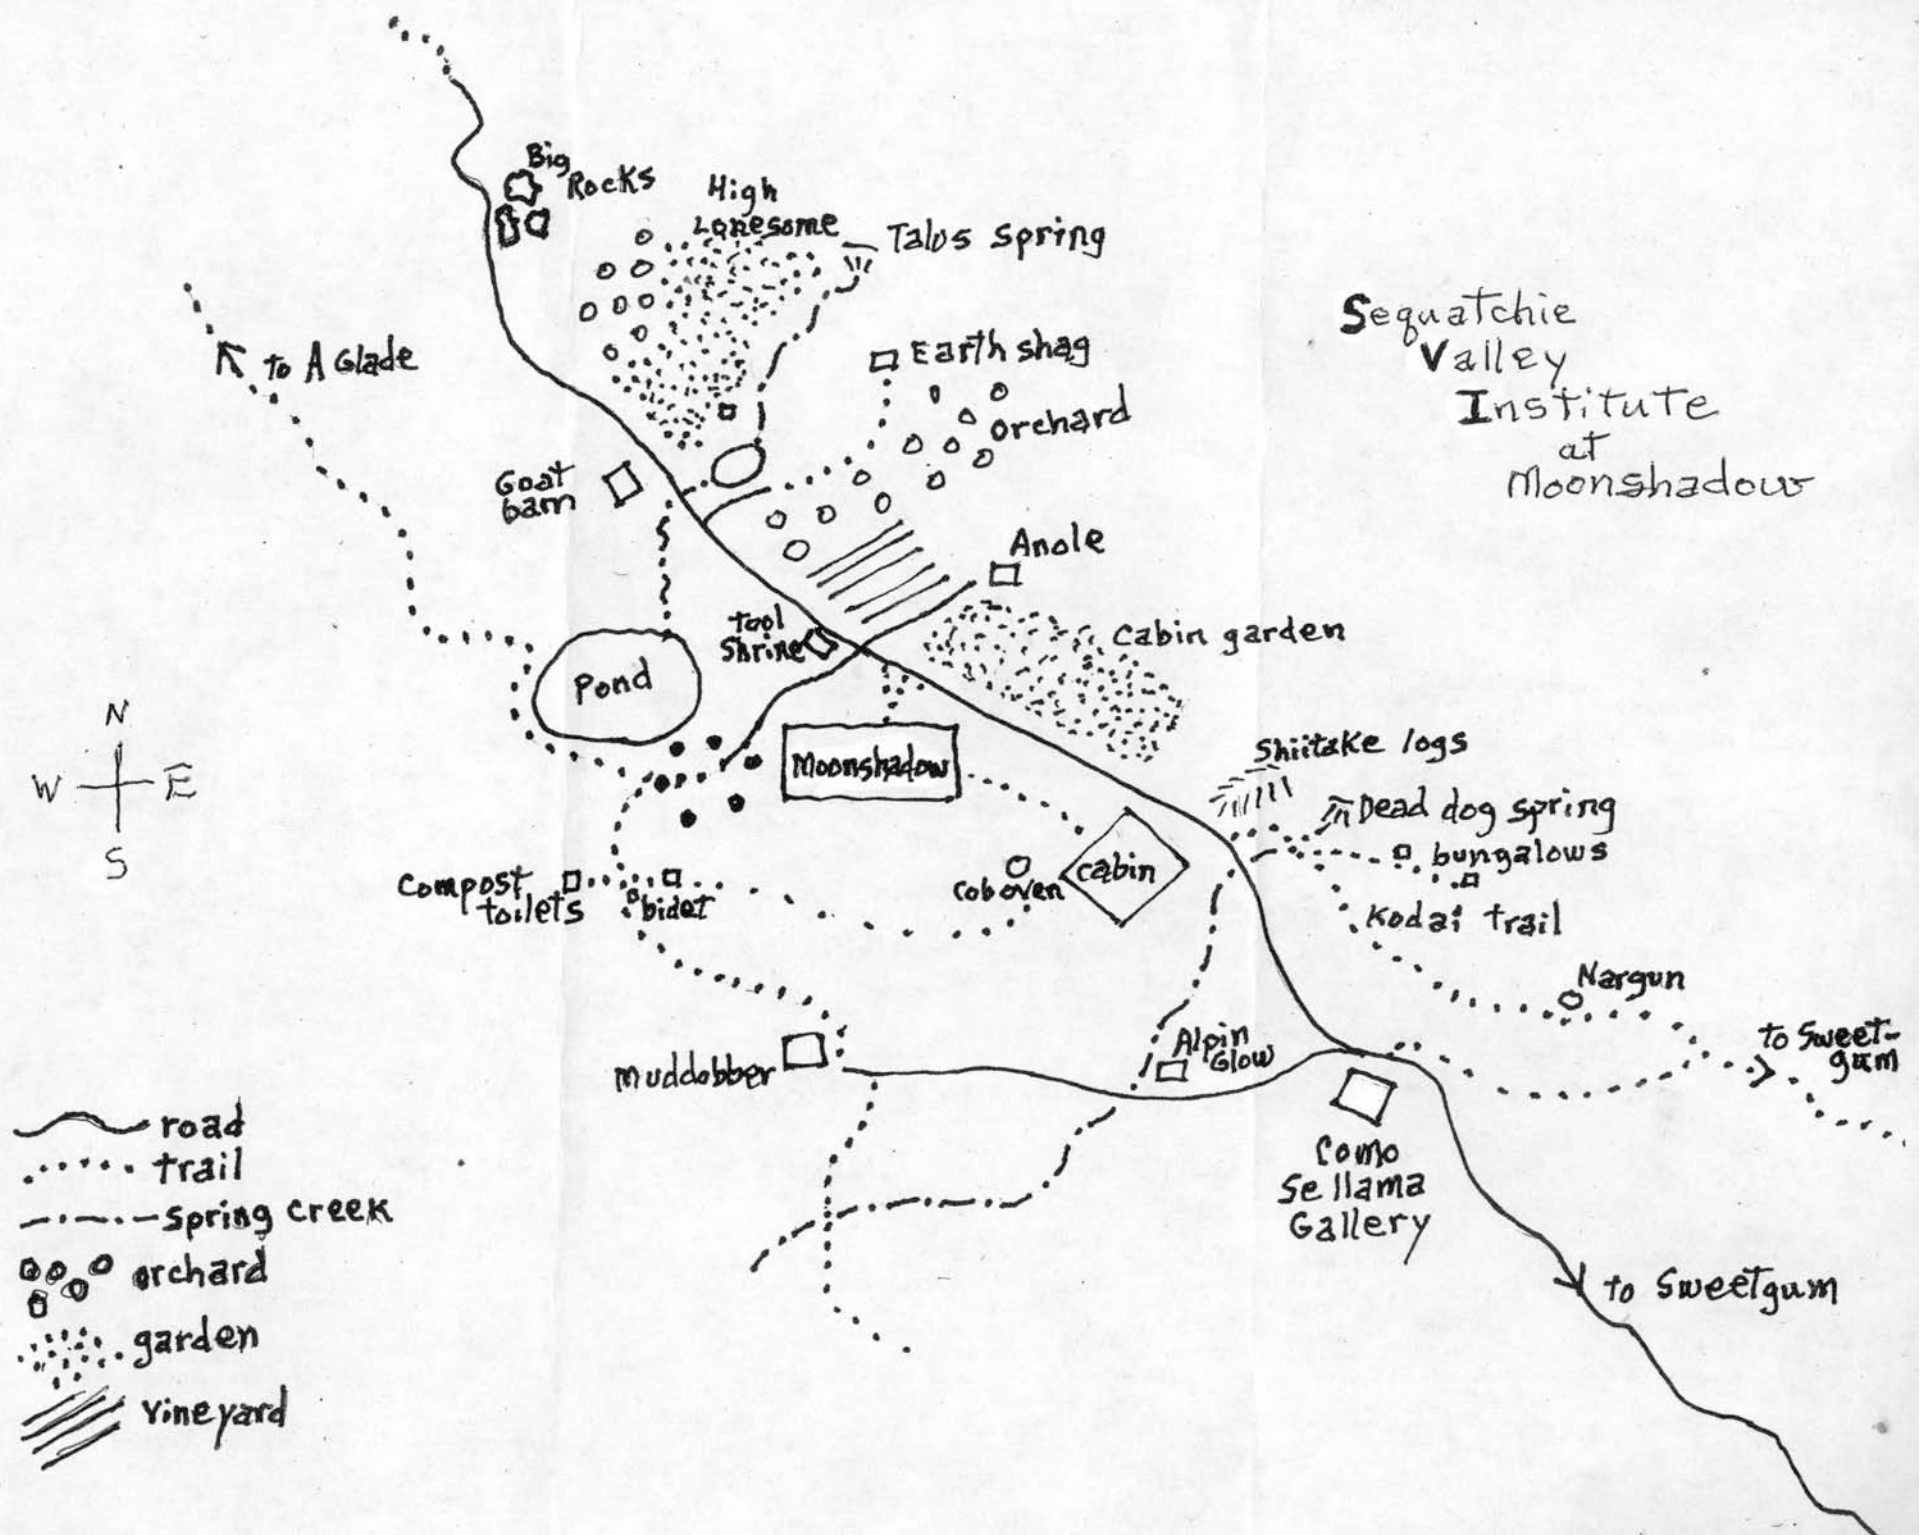 Big
Rocks
High
Lonesome
Talus Spring
to A Glade
Earth shag
orchard
Sequatchie
Valley
Institute
at
Moonshadow
Goat
barn
Anole
tool
Shrine
Cabin garden
Pond
N
W E
S
Moonshadow
Shiitake logs
Dead dog spring
bungalows
cabin
cob oven
Compost
toilets
bidet
Kodai trail
Nargun
to Sweet-
gum
Alpin
Glow
muddobber
Como
Se llama
Gallery
to Sweetgum
road
trail
spring creek
orchard
garden
vineyard